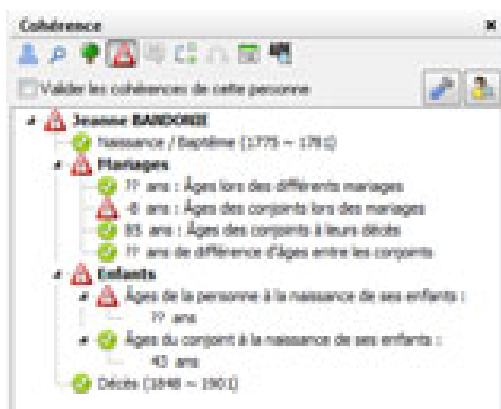 Cohérence
Valider les cohérences de cette personne
Jeanne BARDONIE
Naissance / Baptême (1775 ~ 1781)
Mariages
?? ans : Âges lors des différents mariages
ans : Âges des conjoints lors des mariages
85 ans : Âges des conjoints à leurs décès
?? ans de différence d'âges entre les conjoints
Enfants
Âges de la personne à la naissance de ses enfants :
?? ans
Âges du conjoint à la naissance de ses enfants :
43 ans
Décès (1848 ~ 1901)